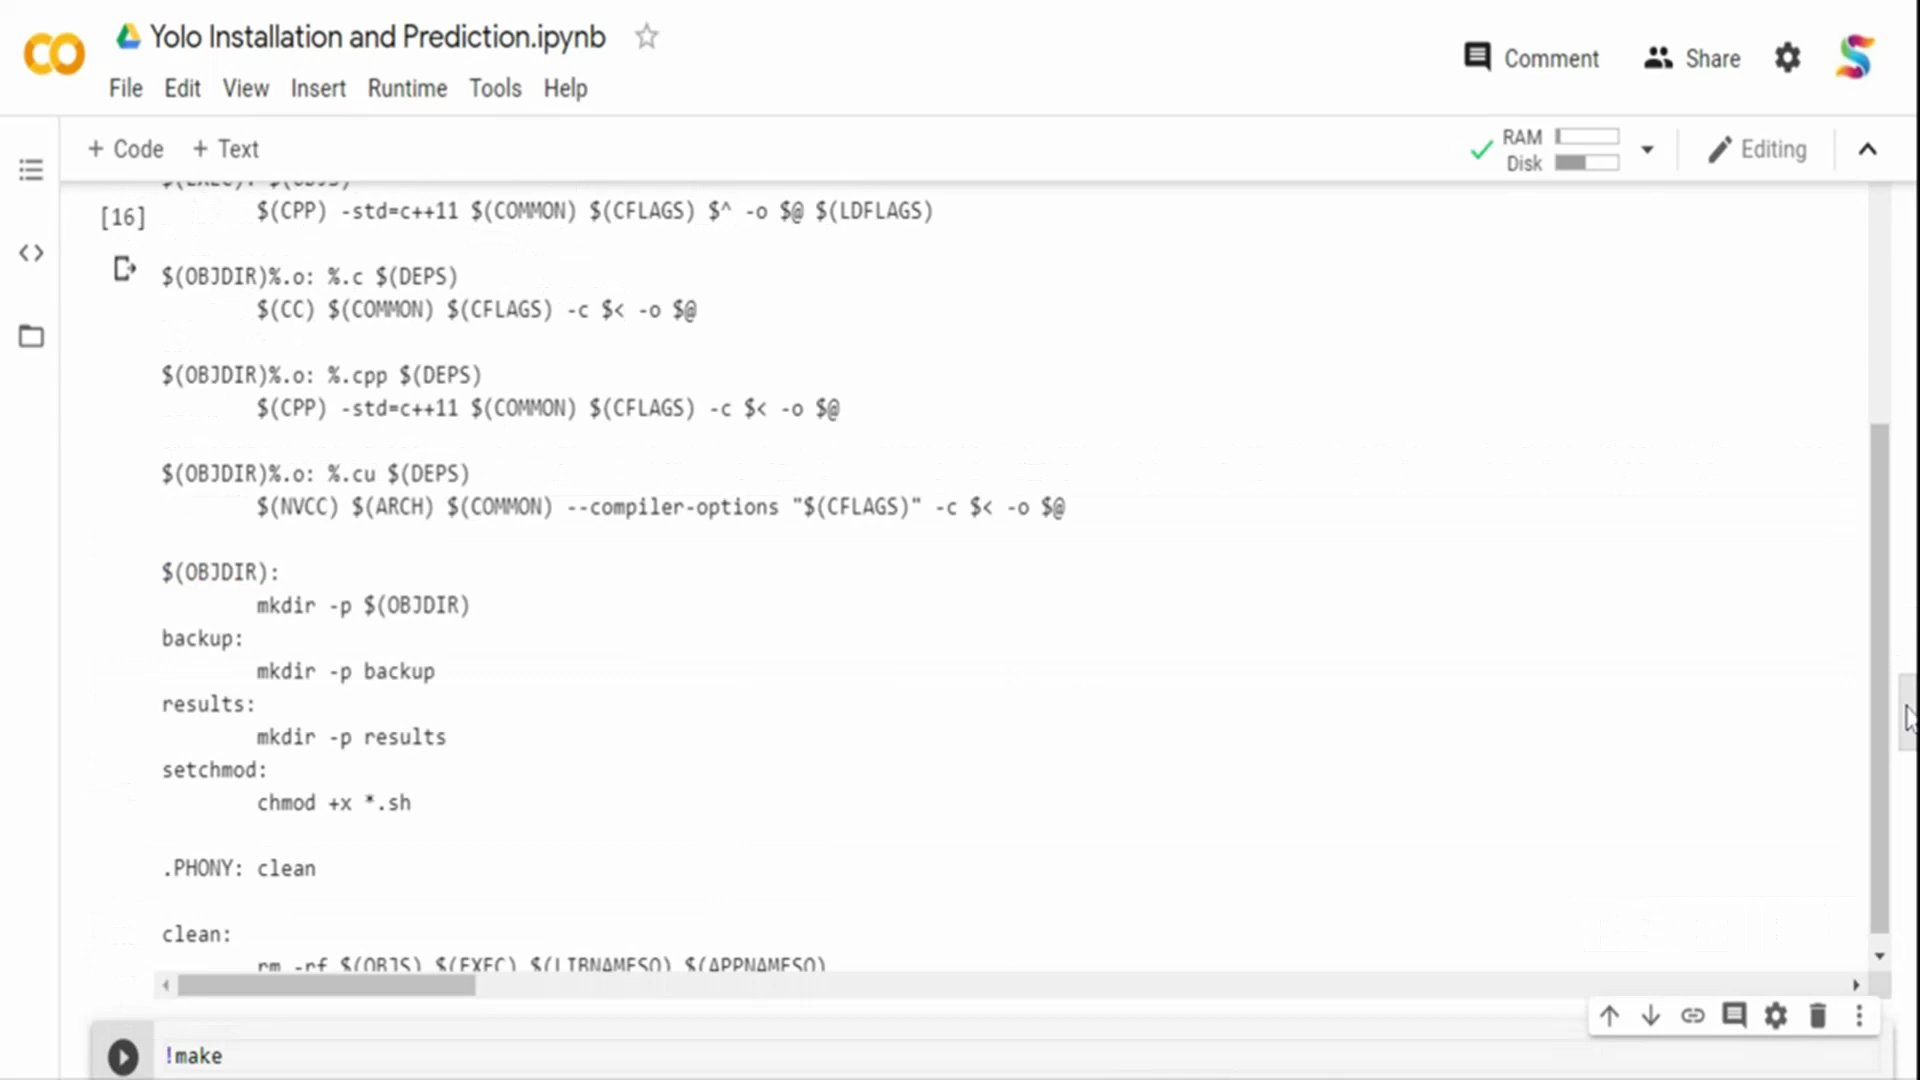 Yolo Installation and Prediction.ipynb
Comment
Share
File Edit View Insert Runtime Tools Help
+ Code + Text
RAM
Disk
Editing
$(EXEC): $(OBJS)
[16]
$(CPP) -std=c++11 $(COMMON) $(CFLAGS) $^ -o $@ $(LDFLAGS)
$(OBJDIR)%.o: %.c $(DEPS)
$(CC) $(COMMON) $(CFLAGS) -c $< -o $@
$(OBJDIR)%.o: %.cpp $(DEPS)
$(CPP) -std=c++11 $(COMMON) $(CFLAGS) -c $< -o $@
$(OBJDIR)%.o: %.cu $(DEPS)
$(NVCC) $(ARCH) $(COMMON) --compiler-options "$(CFLAGS)" -c $< -o $@
$(OBJDIR):
mkdir -p $(OBJDIR)
backup:
mkdir -p backup
results:
mkdir -p results
setchmod:
chmod +x *.sh
.PHONY: clean
clean:
rm -rf $(OBJS) $(EXEC) $(LIBNAMESO) $(APPNAMESO)
!make